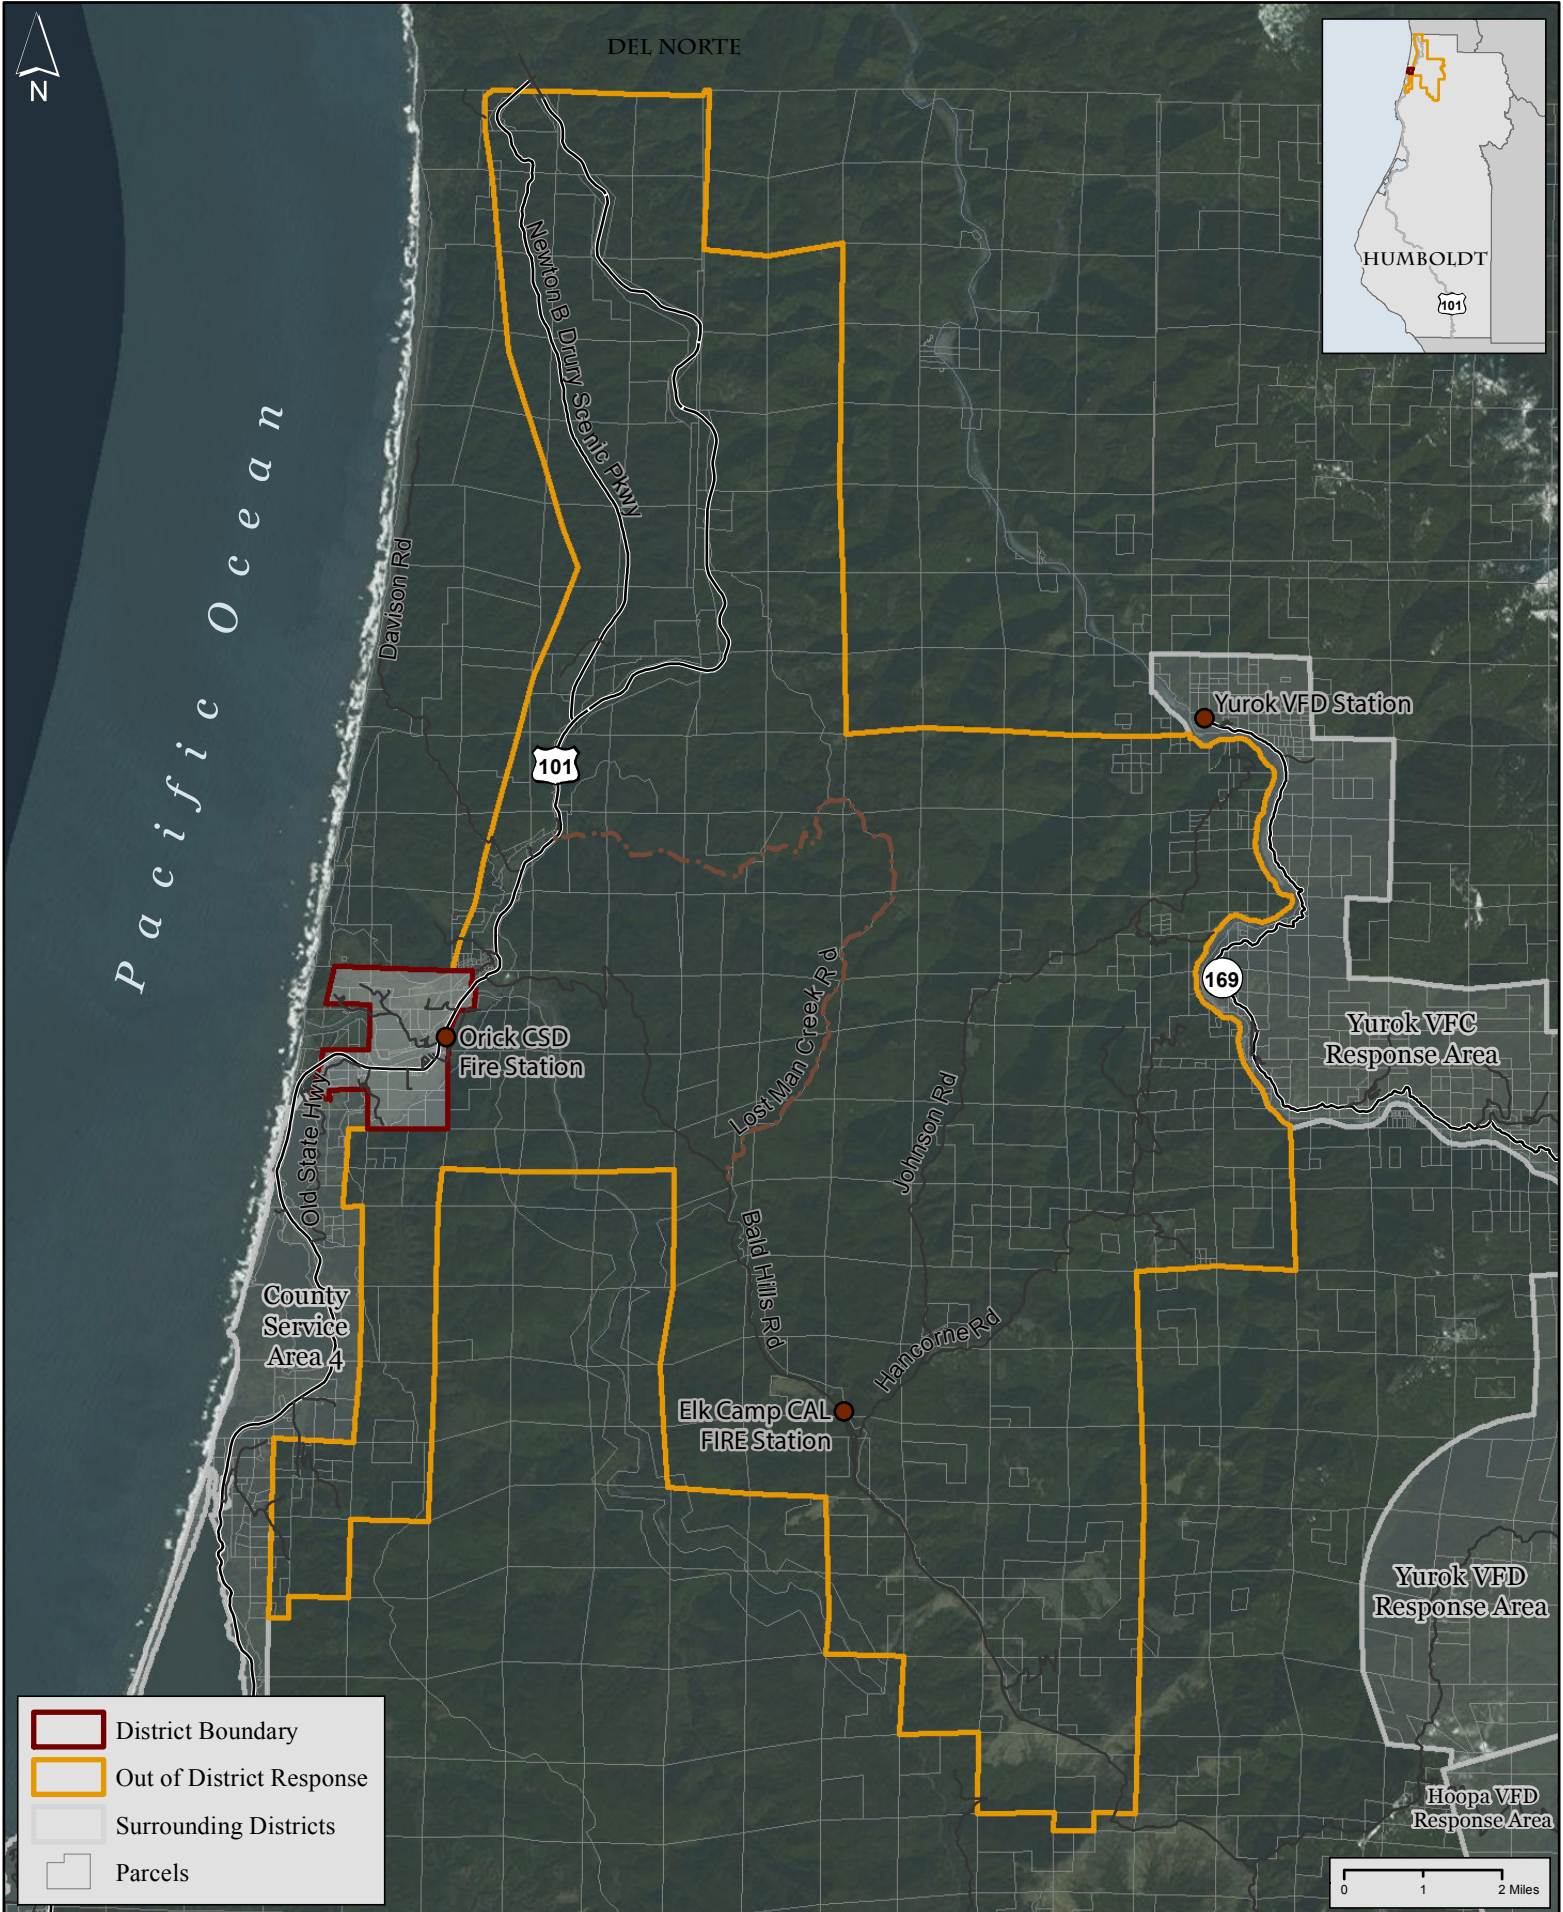 DEL NORTE
N
HUMBOLDT
101
Newton B Drury Scenic Pkwy
Pacific Ocean
Davison Rd
Yurok VFD Station
101
169
Lost Man Creek Rd
Yurok VFC
Response Area
Orick CSD
Fire Station
Old State Hwy
Johnson Rd
Bald Hills Rd
County
Service
Area 4
Hancorne Rd
Elk Camp CAL
FIRE Station
Yurok VFD
Response Area
Hoopa VFD
Response Area
District Boundary
Out of District Response
Surrounding Districts
Parcels
0 1 2 Miles